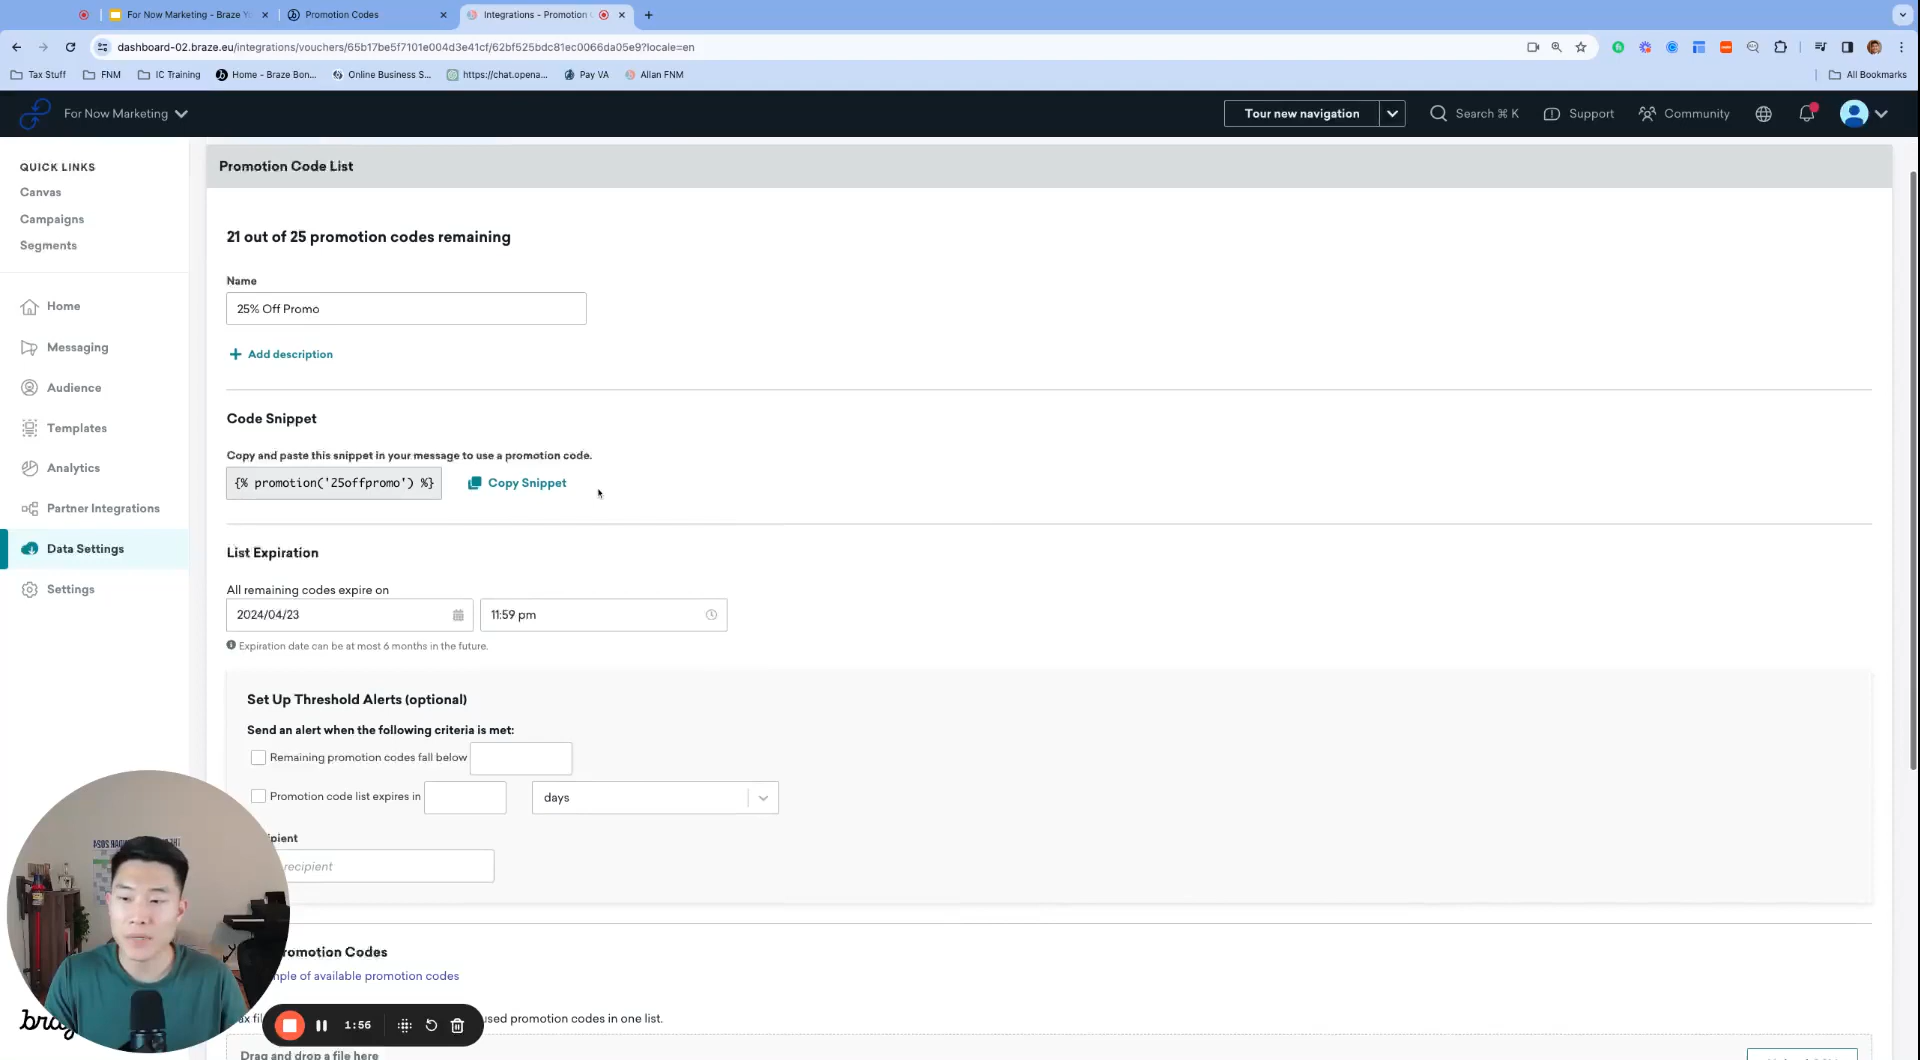 For Now Marketing - Braze Y
Promotion Codes
Integrations - Promotion
dashboard-02.braze.eu/integrations/vouchers/65b17be5f7101e004d3e41cf/62bf525bdc81ec0066da05e9?locale=en
Tax Stuff
FNM
IC Training
Home - Braze Bon...
Online Business S...
https://chat.opena...
Pay VA
Allan FNM
All Bookmarks
For Now Marketing
Tour new navigation
Search ⌘ K
Support
Community
QUICK LINKS
Canvas
Campaigns
Segments
Home
Messaging
Audience
Templates
Analytics
Partner Integrations
Data Settings
Settings
Promotion Code List
21 out of 25 promotion codes remaining
Name
25% Off Promo
+ Add description
Code Snippet
Copy and paste this snippet in your message to use a promotion code.
{% promotion('25offpromo') %}
Copy Snippet
List Expiration
All remaining codes expire on
2024/04/23
11:59 pm
Expiration date can be at most 6 months in the future.
Set Up Threshold Alerts (optional)
Send an alert when the following criteria is met:
Remaining promotion codes fall below
Promotion code list expires in
days
ipient
recipient
romotion Codes
mple of available promotion codes
used promotion codes in one list.
Drag and drop a file here
1:56